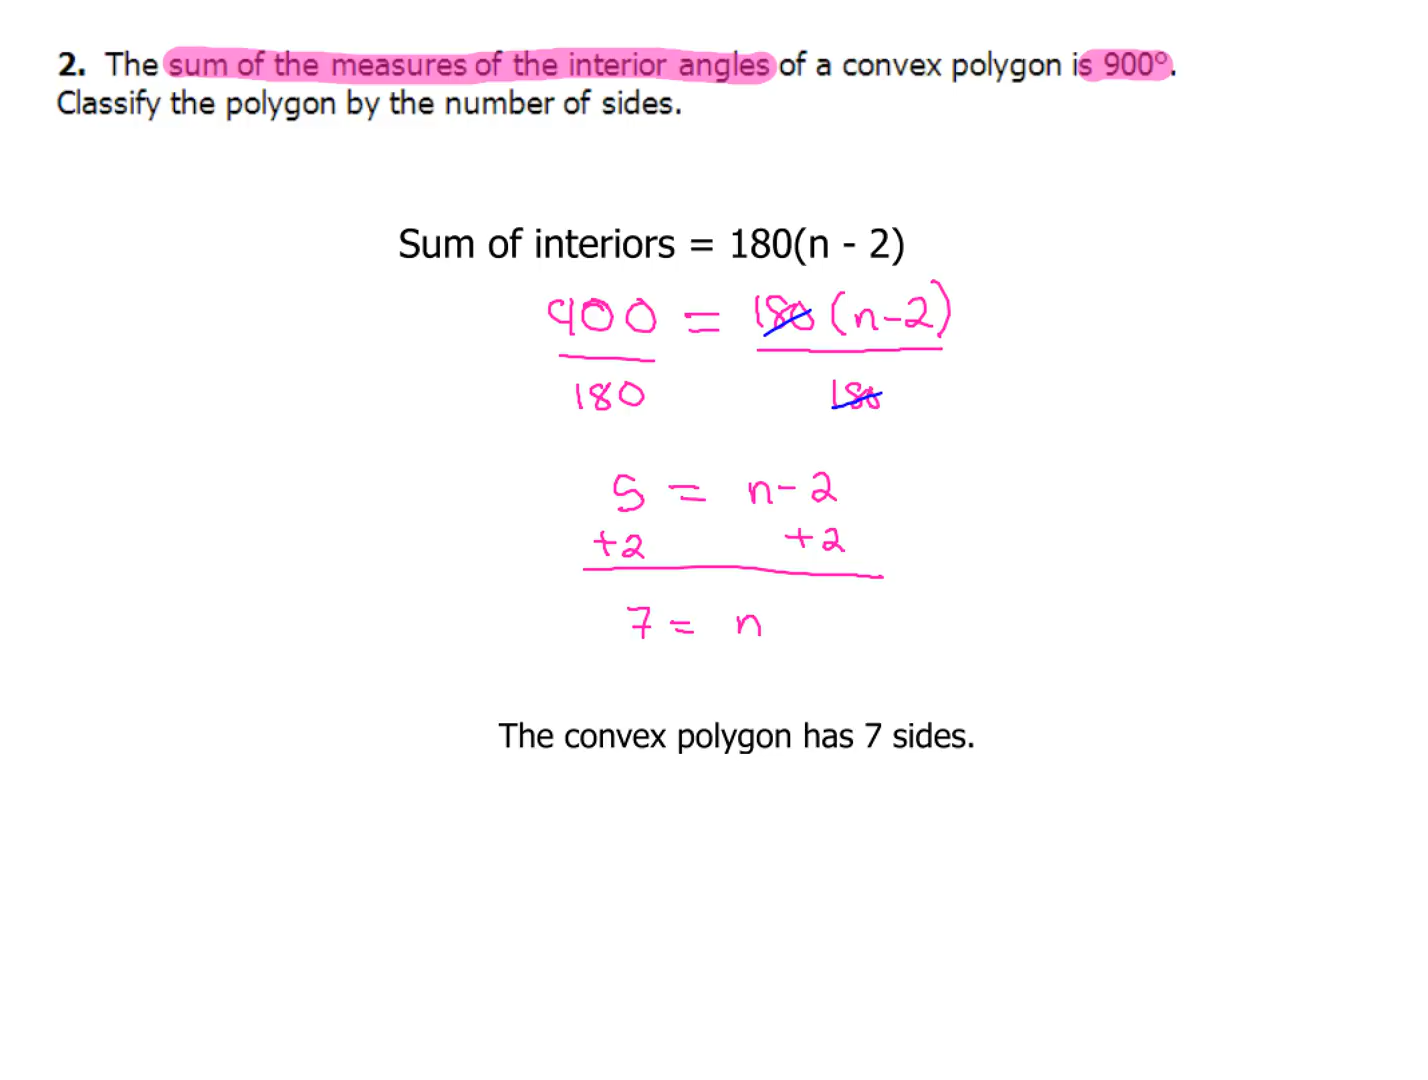 2. The sum of the measures of the interior angles of a convex polygon is 900°.
Classify the polygon by the number of sides.
Sum of interiors = 180(n - 2)
900 = 180 (n-2)
180 180
5 = n-2
+2 +2
7 = n
The convex polygon has 7 sides.